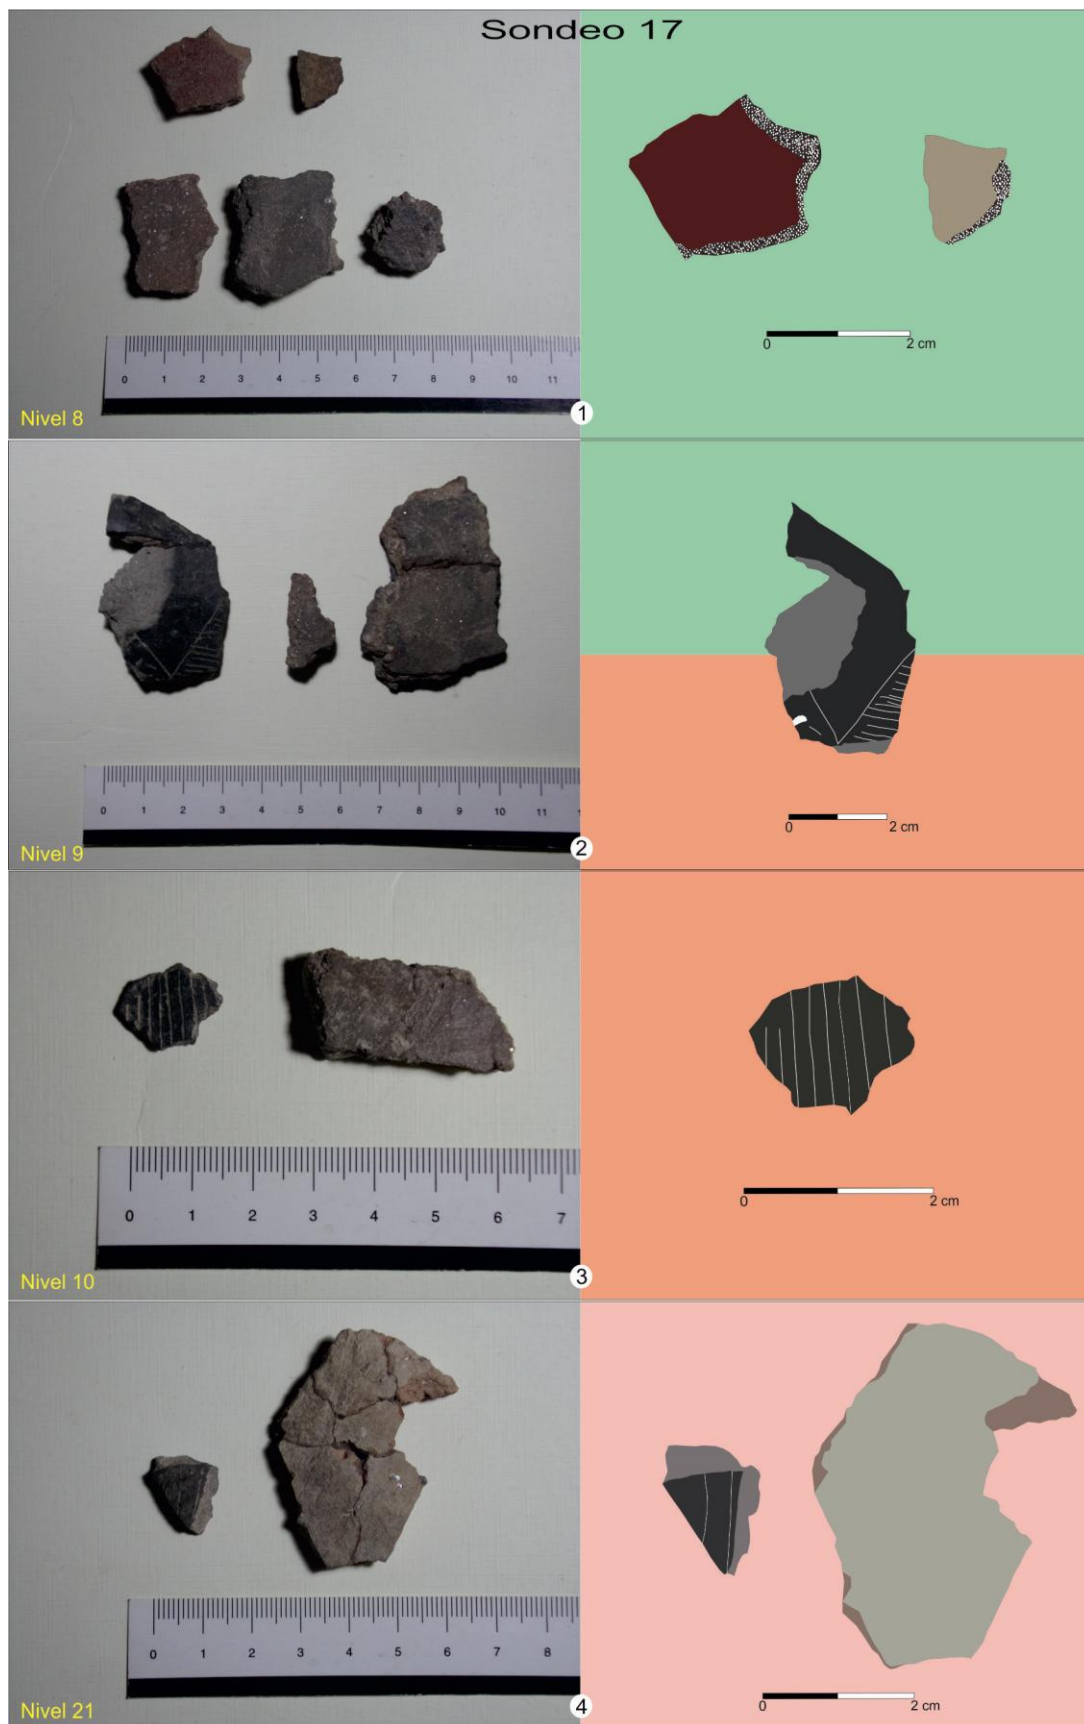 Sondeo 17
0 1 2 3 4 5 6 7 8 9 10 11
Nivel 8
1
0 2 cm
0 1 2 3 4 5 6 7 8 9 10 11
Nivel 9
2
0 2 cm
0 1 2 3 4 5 6 7
Nivel 10
3
0 2 cm
0 1 2 3 4 5 6 7 8
Nivel 21
4
0 2 cm